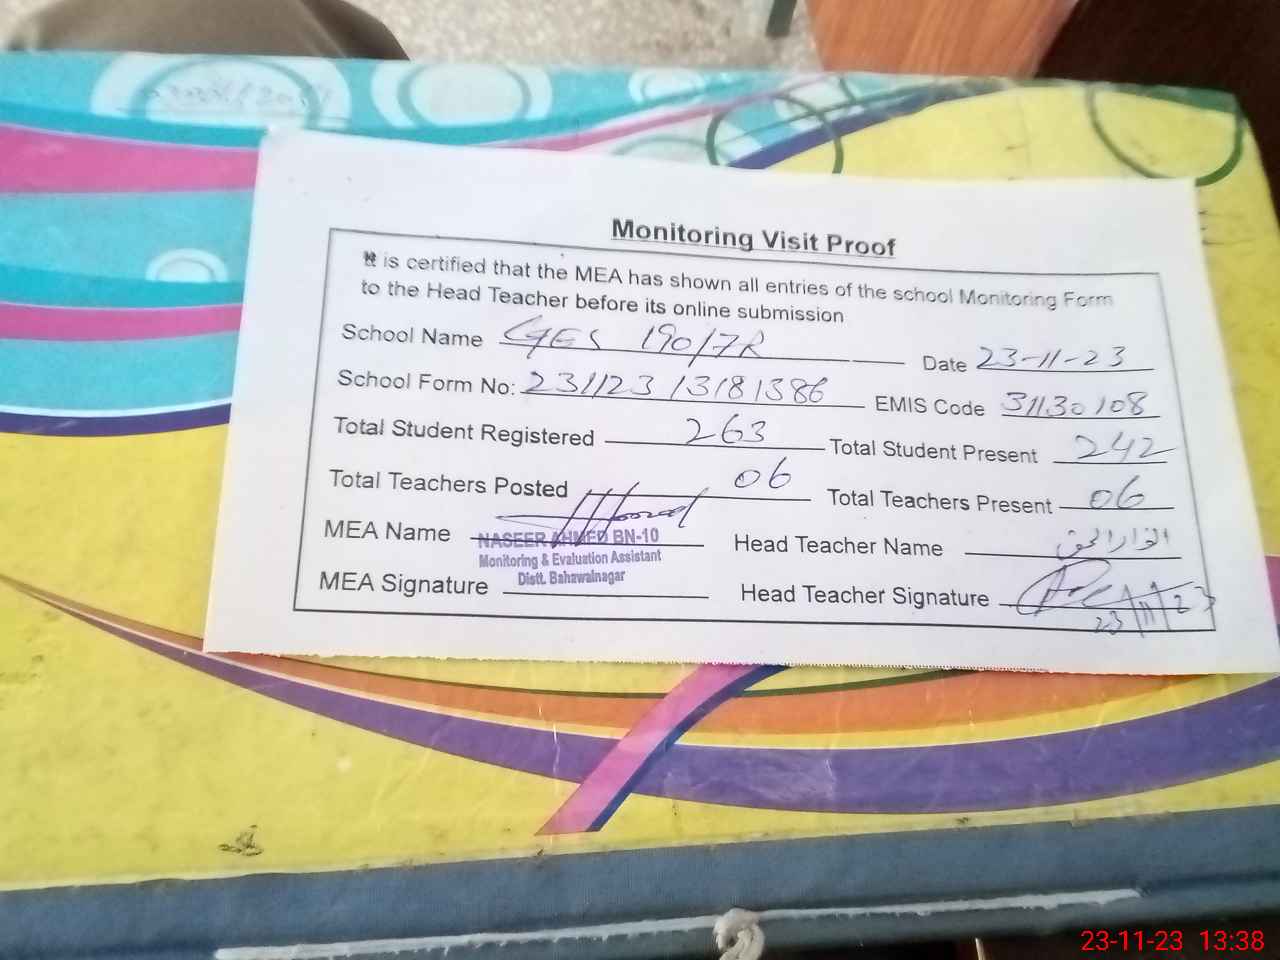 Monitoring Visit Proof
It is certified that the MEA has shown all entries of the school Monitoring Form
to the Head Teacher before its online submission
School Name GES 190/7R Date 23-11-23
School Form No: 231123 13181386 EMIS Code 31130108
Total Student Registered 263 Total Student Present 242
Total Teachers Posted 06 Total Teachers Present 06
MEA Name NASEER AHMED BN-10 Head Teacher Name
Monitoring & Evaluation Assistant
Distt. Bahawalnagar
MEA Signature Head Teacher Signature
23/11/23
23-11-23 13:38